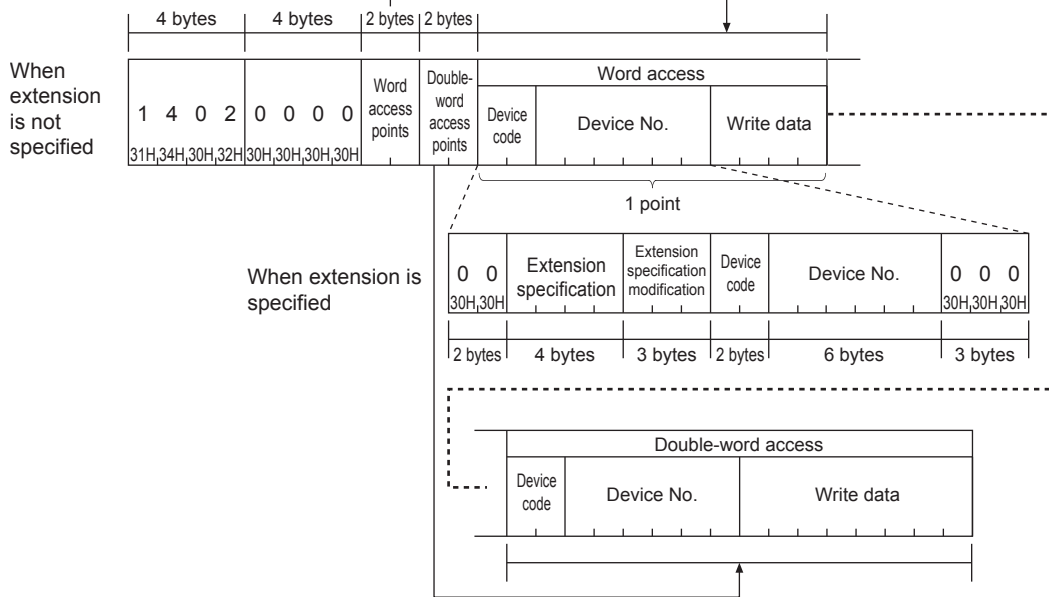 4 bytes 4 bytes 2 bytes 2 bytes
When
extension
is not
specified
1 4 0 2 0 0 0 0
31H,34H,30H,32H 30H,30H,30H,30H
Word
access
points
Double-
word
access
points
Word access
Device
code
Device No.
Write data
1 point
When extension is
specified
0 0
30H,30H
Extension
specification
Extension
specification
modification
Device
code
Device No.
0 0 0
30H,30H,30H
2 bytes 4 bytes 3 bytes 2 bytes 6 bytes 3 bytes
Double-word access
Device
code
Device No.
Write data